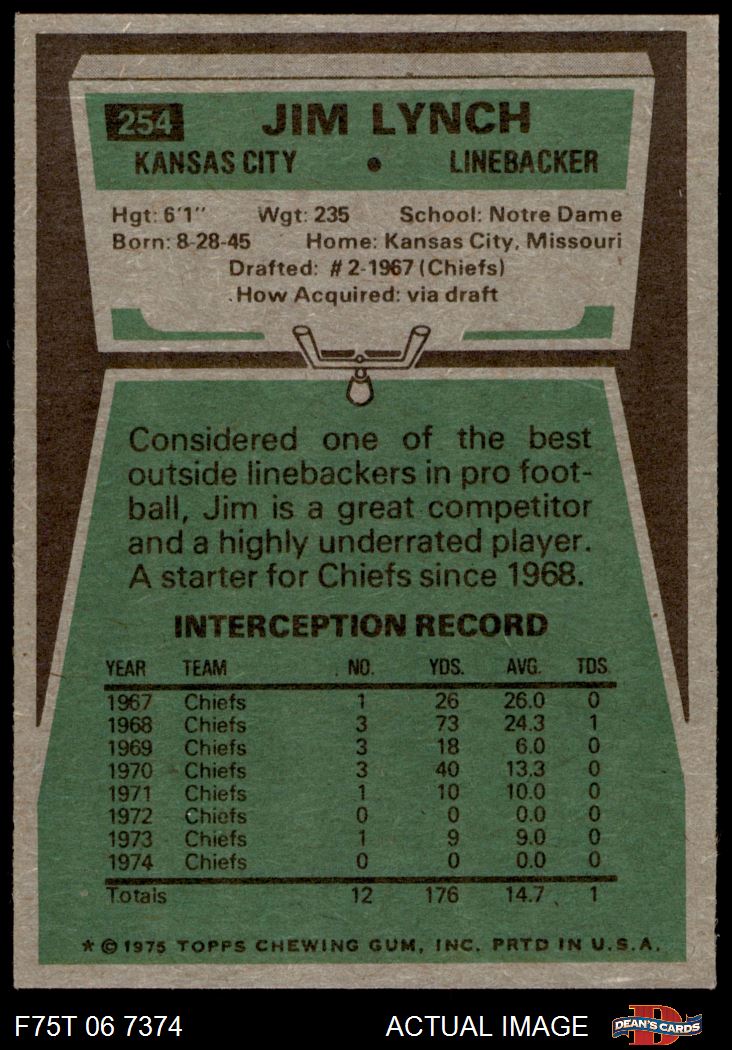 254 JIM LYNCH
KANSAS CITY • LINEBACKER
Hgt: 6'1" Wgt: 235 School: Notre Dame
Born: 8-28-45 Home: Kansas City, Missouri
Drafted: #2-1967 (Chiefs)
How Acquired: via draft
Considered one of the best
outside linebackers in pro foot-
ball, Jim is a great competitor
and a highly underrated player.
A starter for Chiefs since 1968.
INTERCEPTION RECORD
YEAR TEAM NO. YDS. AVG. TDS.
1967 Chiefs 1 26 26.0 0
1968 Chiefs 3 73 24.3 1
1969 Chiefs 3 18 6.0 0
1970 Chiefs 3 40 13.3 0
1971 Chiefs 1 10 10.0 0
1972 Chiefs 0 0 0.0 0
1973 Chiefs 1 9 9.0 0
1974 Chiefs 0 0 0.0 0
Totals 12 176 14.7 1
* © 1975 TOPPS CHEWING GUM, INC. PRTD IN U.S.A.
F75T 06 7374 ACTUAL IMAGE D DEAN'S CARDS